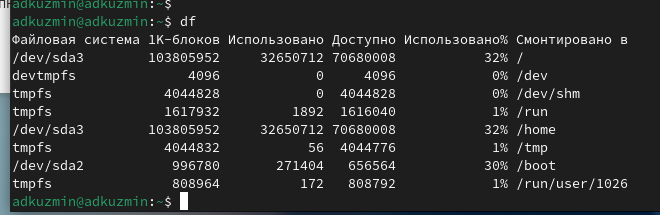 adkuzmin@adkuzmin:~$
adkuzmin@adkuzmin:~$ df
Файловая система 1K-блоков Использовано Доступно Использовано% Смонтировано в
/dev/sda3 103805952 32650712 70680008 32% /
devtmpfs 4096 0 4096 0% /dev
tmpfs 4044828 0 4044828 0% /dev/shm
tmpfs 1617932 1892 1616040 1% /run
/dev/sda3 103805952 32650712 70680008 32% /home
tmpfs 4044832 56 4044776 1% /tmp
/dev/sda2 996780 271404 656564 30% /boot
tmpfs 808964 172 808792 1% /run/user/1026
adkuzmin@adkuzmin:~$